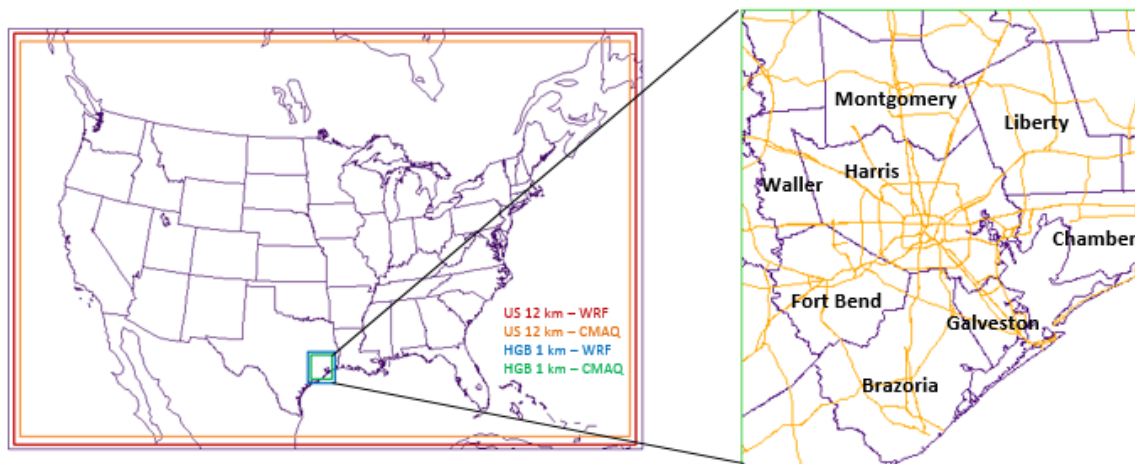 US 12 km – WRF
US 12 km – CMAQ
HGB 1 km – WRF
HGB 1 km – CMAQ
Montgomery
Liberty
Harris
Waller
Chamber
Fort Bend
Galveston
Brazoria